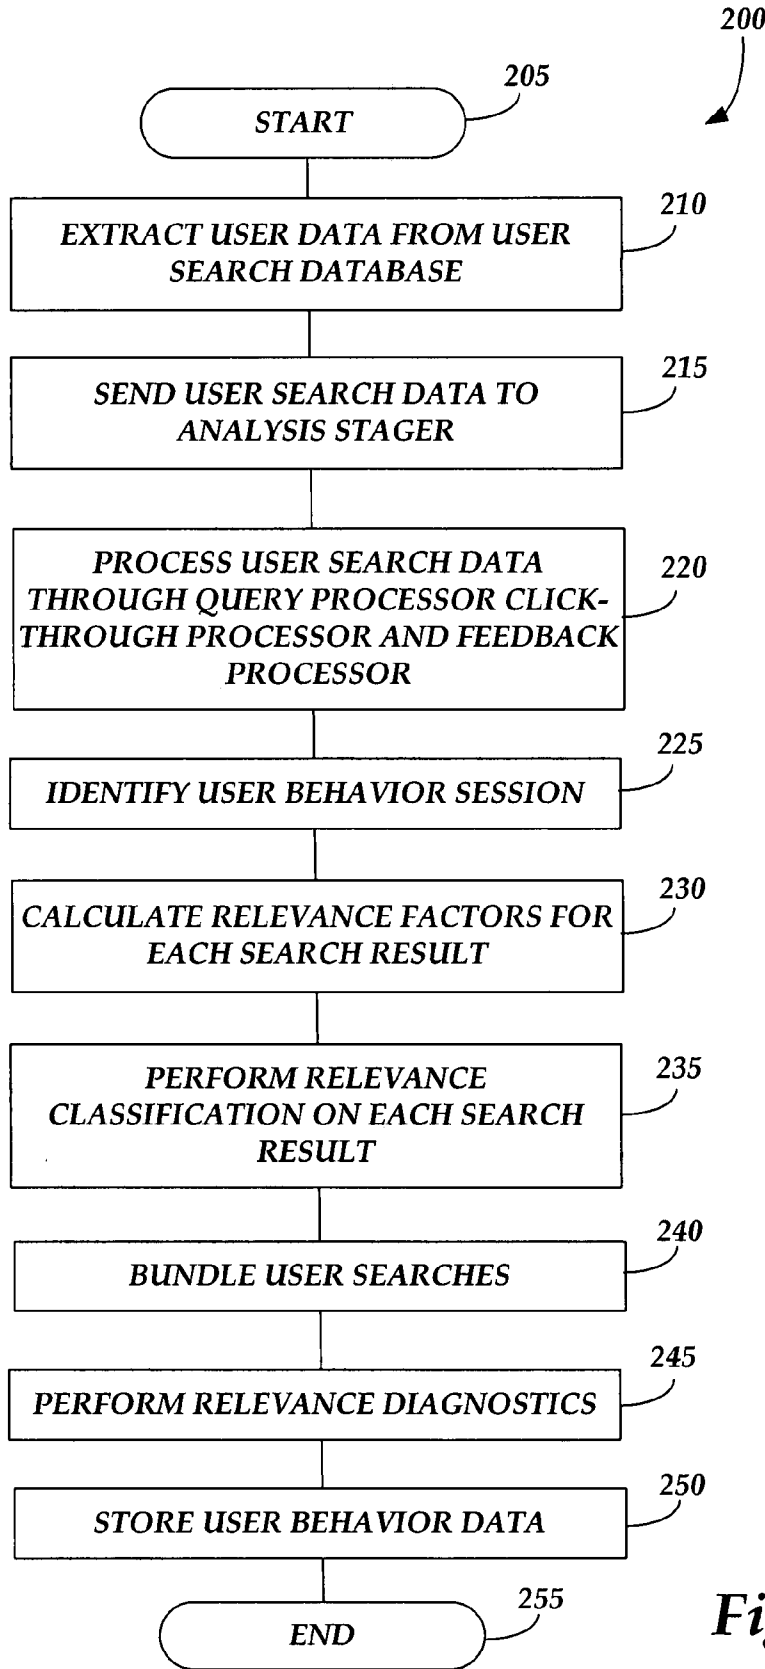 200
START
205
EXTRACT USER DATA FROM USER
SEARCH DATABASE
210
SEND USER SEARCH DATA TO
ANALYSIS STAGER
215
PROCESS USER SEARCH DATA
THROUGH QUERY PROCESSOR CLICK-
THROUGH PROCESSOR AND FEEDBACK
PROCESSOR
220
IDENTIFY USER BEHAVIOR SESSION
225
CALCULATE RELEVANCE FACTORS FOR
EACH SEARCH RESULT
230
PERFORM RELEVANCE
CLASSIFICATION ON EACH SEARCH
RESULT
235
BUNDLE USER SEARCHES
240
PERFORM RELEVANCE DIAGNOSTICS
245
STORE USER BEHAVIOR DATA
250
END
255